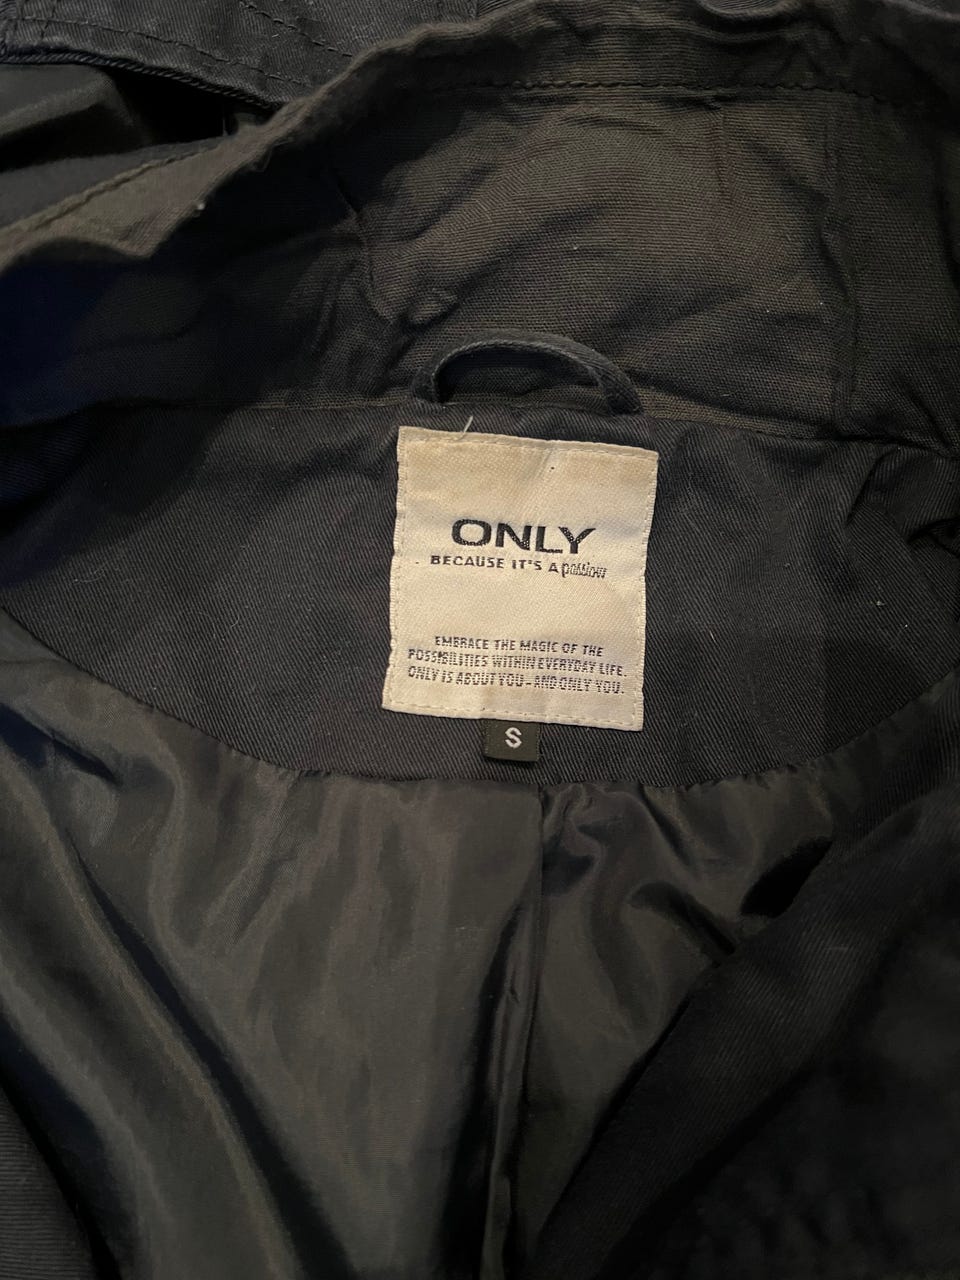 ONLY
BECAUSE IT'S A passion
EMBRACE THE MAGIC OF THE
POSSIBILITIES WITHIN EVERYDAY LIFE.
ONLY IS ABOUT YOU - AND ONLY YOU.
S